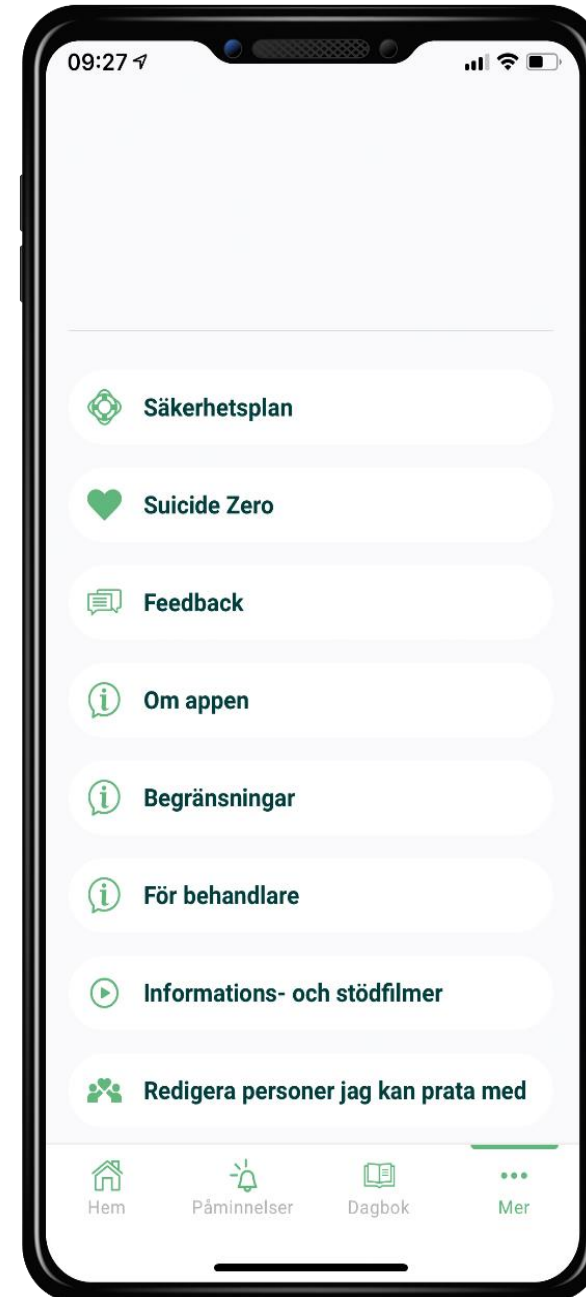 09:27
Säkerhetsplan
Suicide Zero
Feedback
Om appen
Begränsningar
För behandlare
Informations- och stödfilmer
Redigera personer jag kan prata med
Hem
Påminnelser
Dagbok
Mer